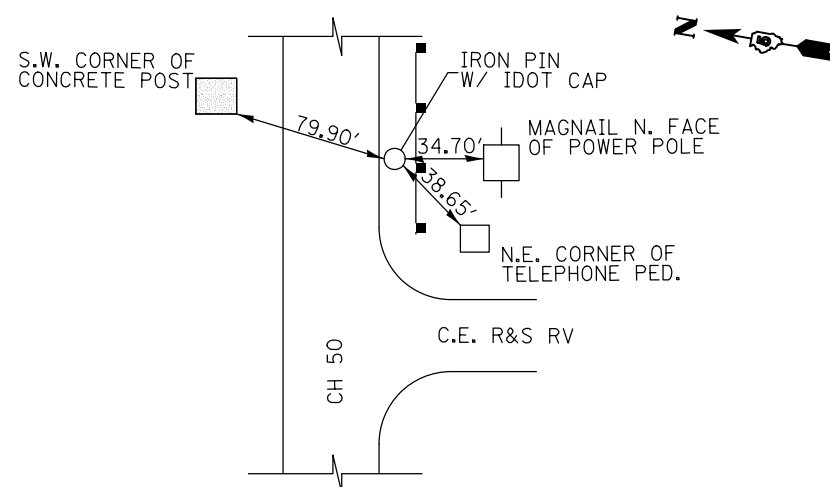 S.W. CORNER OF
CONCRETE POST
79.90'
IRON PIN
W/ IDOT CAP
34.70'
MAGNAIL N. FACE
OF POWER POLE
38.65'
N.E. CORNER OF
TELEPHONE PED.
C.E. R&S RV
CH 50
N